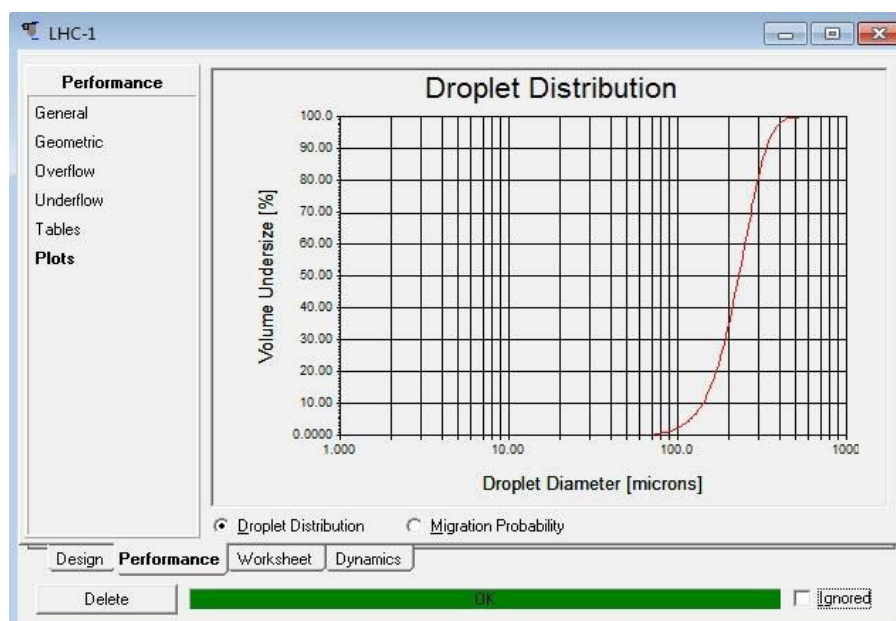 LHC-1
Performance
General
Geometric
Overflow
Underflow
Tables
Plots
Droplet Distribution
Volume Undersize [%]
100.0
90.00
80.00
70.00
60.00
50.00
40.00
30.00
20.00
10.00
0.0000
1.000 10.00 100.0 1000
Droplet Diameter [microns]
Droplet Distribution Migration Probability
Design Performance Worksheet Dynamics
Delete OK Ignored